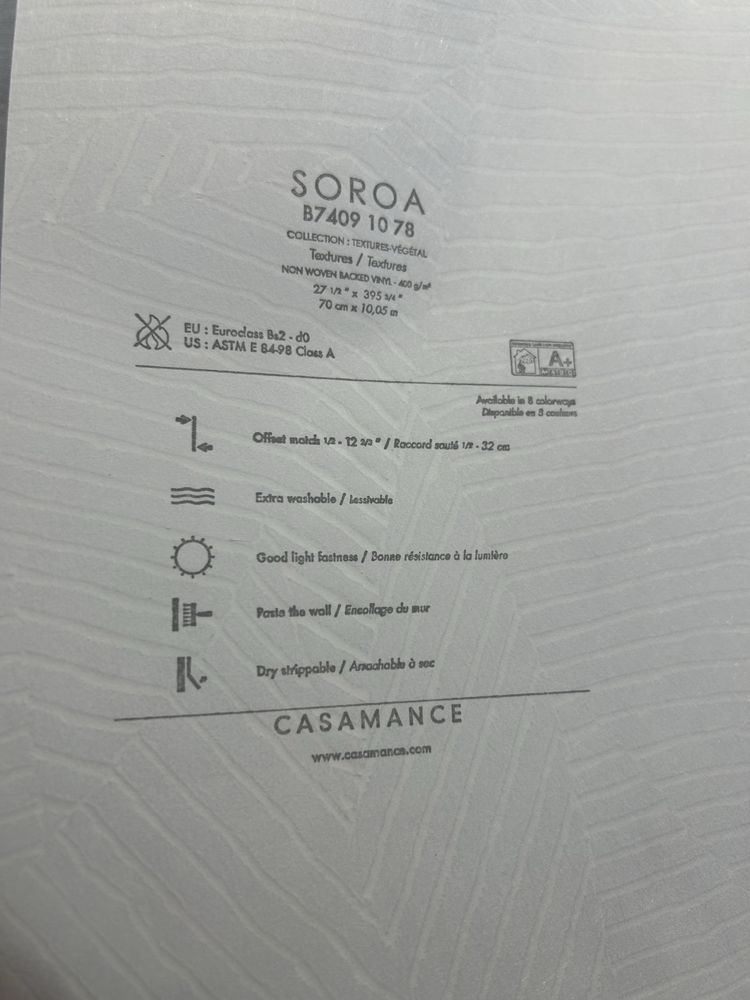 SOROA
B7409 10 78
COLLECTION : TEXTURES-VÉGÉTAL
Textures / Textures
NON WOVEN BACKED VINYL - 400 g/m²
27 1/2 " x 395 3/4 "
70 cm x 10,05 m
EU : Euroclass Bs2 - d0
US : ASTM E 84-98 Class A
A+
Available in 8 colorways
Disponible en 8 couleurs
Offset match 1/2 - 12 2/3 " / Raccord sauté 1/2 - 32 cm
Extra washable / Lessivable
Good light fastness / Bonne résistance à la lumière
Paste the wall / Encollage du mur
Dry strippable / Arrachable à sec
CASAMANCE
www.casamance.com